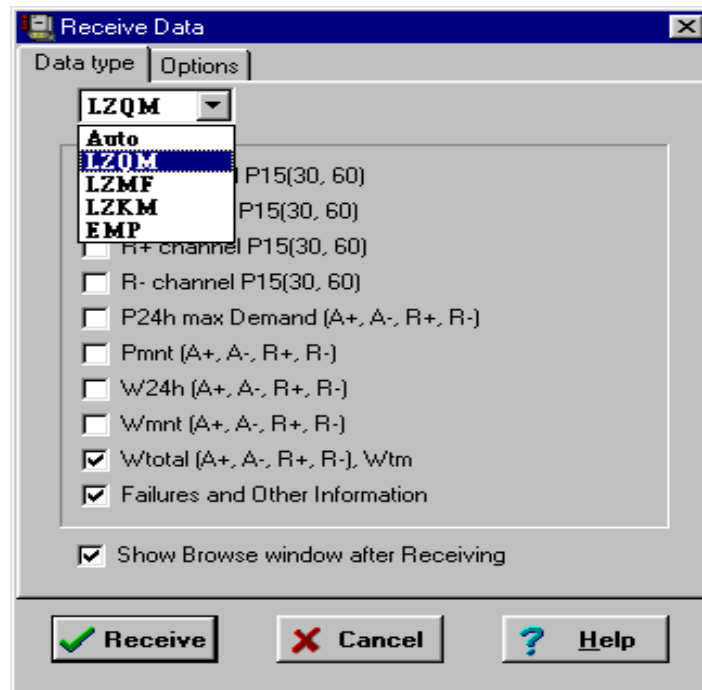 Receive Data
Data type Options
LZQM
Auto
LZQM
LZMF
LZKM
EMP
P15(30, 60)
P15(30, 60)
R+ channel P15(30, 60)
R- channel P15(30, 60)
P24h max Demand (A+, A-, R+, R-)
Pmnt (A+, A-, R+, R-)
W24h (A+, A-, R+, R-)
Wmnt (A+, A-, R+, R-)
Wtotal (A+, A-, R+, R-), Wtm
Failures and Other Information
Show Browse window after Receiving
Receive Cancel Help